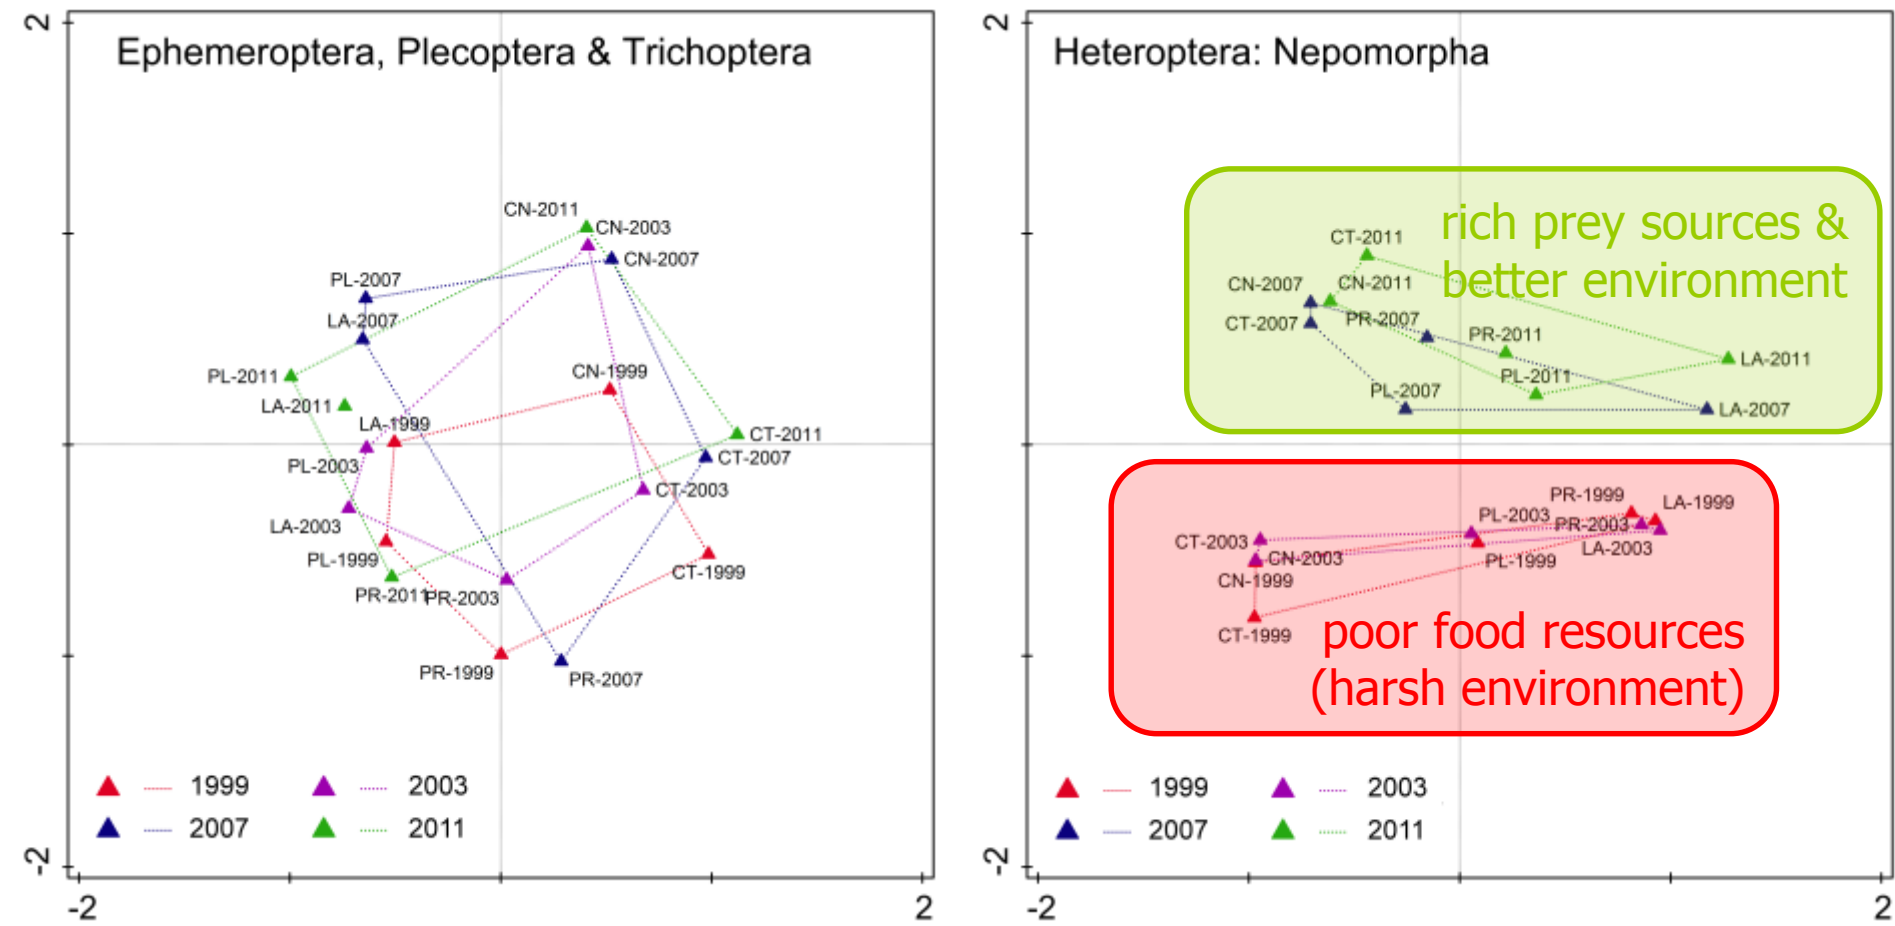 2
Ephemeroptera, Plecoptera & Trichoptera
CN-2011
CN-2003
CN-2007
PL-2007
LA-2007
PL-2011
LA-2011
CN-1999
LA-1999
PL-2003
CT-2011
CT-2007
CT-2003
LA-2003
PL-1999
CT-1999
PR-2011
PR-2003
PR-1999
PR-2007
1999
2003
2007
2011
-2
-2
2
2
Heteroptera: Nepomorpha
rich prey sources &
better environment
CT-2011
CN-2007
CN-2011
CT-2007
PR-2007
PR-2011
LA-2011
PL-2011
PL-2007
LA-2007
PR-1999
LA-1999
PL-2003
PR-2003
CT-2003
LA-2003
CN-2003
PL-1999
CN-1999
CT-1999
poor food resources
(harsh environment)
1999
2003
2007
2011
-2
-2
2